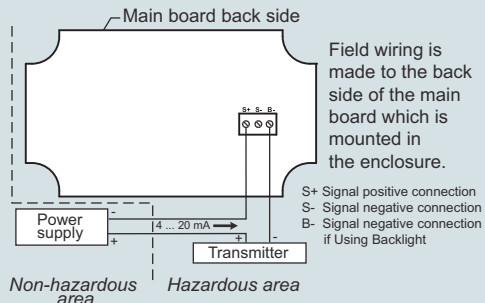 Main board back side
Field wiring is
made to the back
side of the main
board which is
mounted in
the enclosure.
S+ S- B-
S+ Signal positive connection
S- Signal negative connection
B- Signal negative connection
if Using Backlight
Power
supply
-
+
4 ... 20 mA
+ -
Transmitter
Non-hazardous
area
Hazardous area